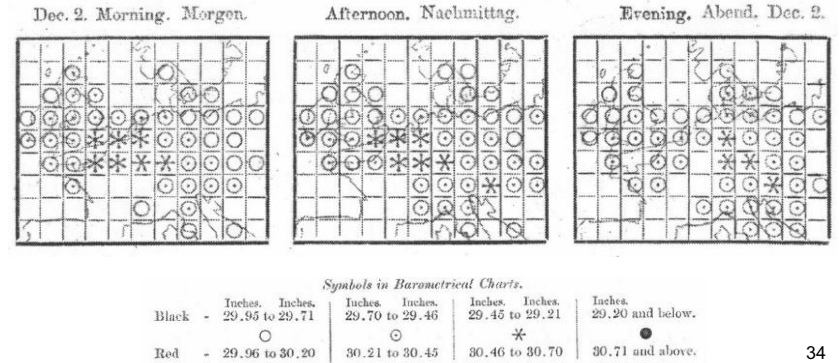 Dec. 2. Morning. Morgen. Afternoon. Nachmittag. Evening. Abend. Dec. 2.
Symbols in Barometrical Charts.
Inches. Inches. Inches. Inches. Inches. Inches. Inches.
Black - 29.95 to 29.71 29.70 to 29.46 29.45 to 29.21 29.20 and below.
Red - 29.96 to 30.20 30.21 to 30.45 30.46 to 30.70 30.71 and above.
34